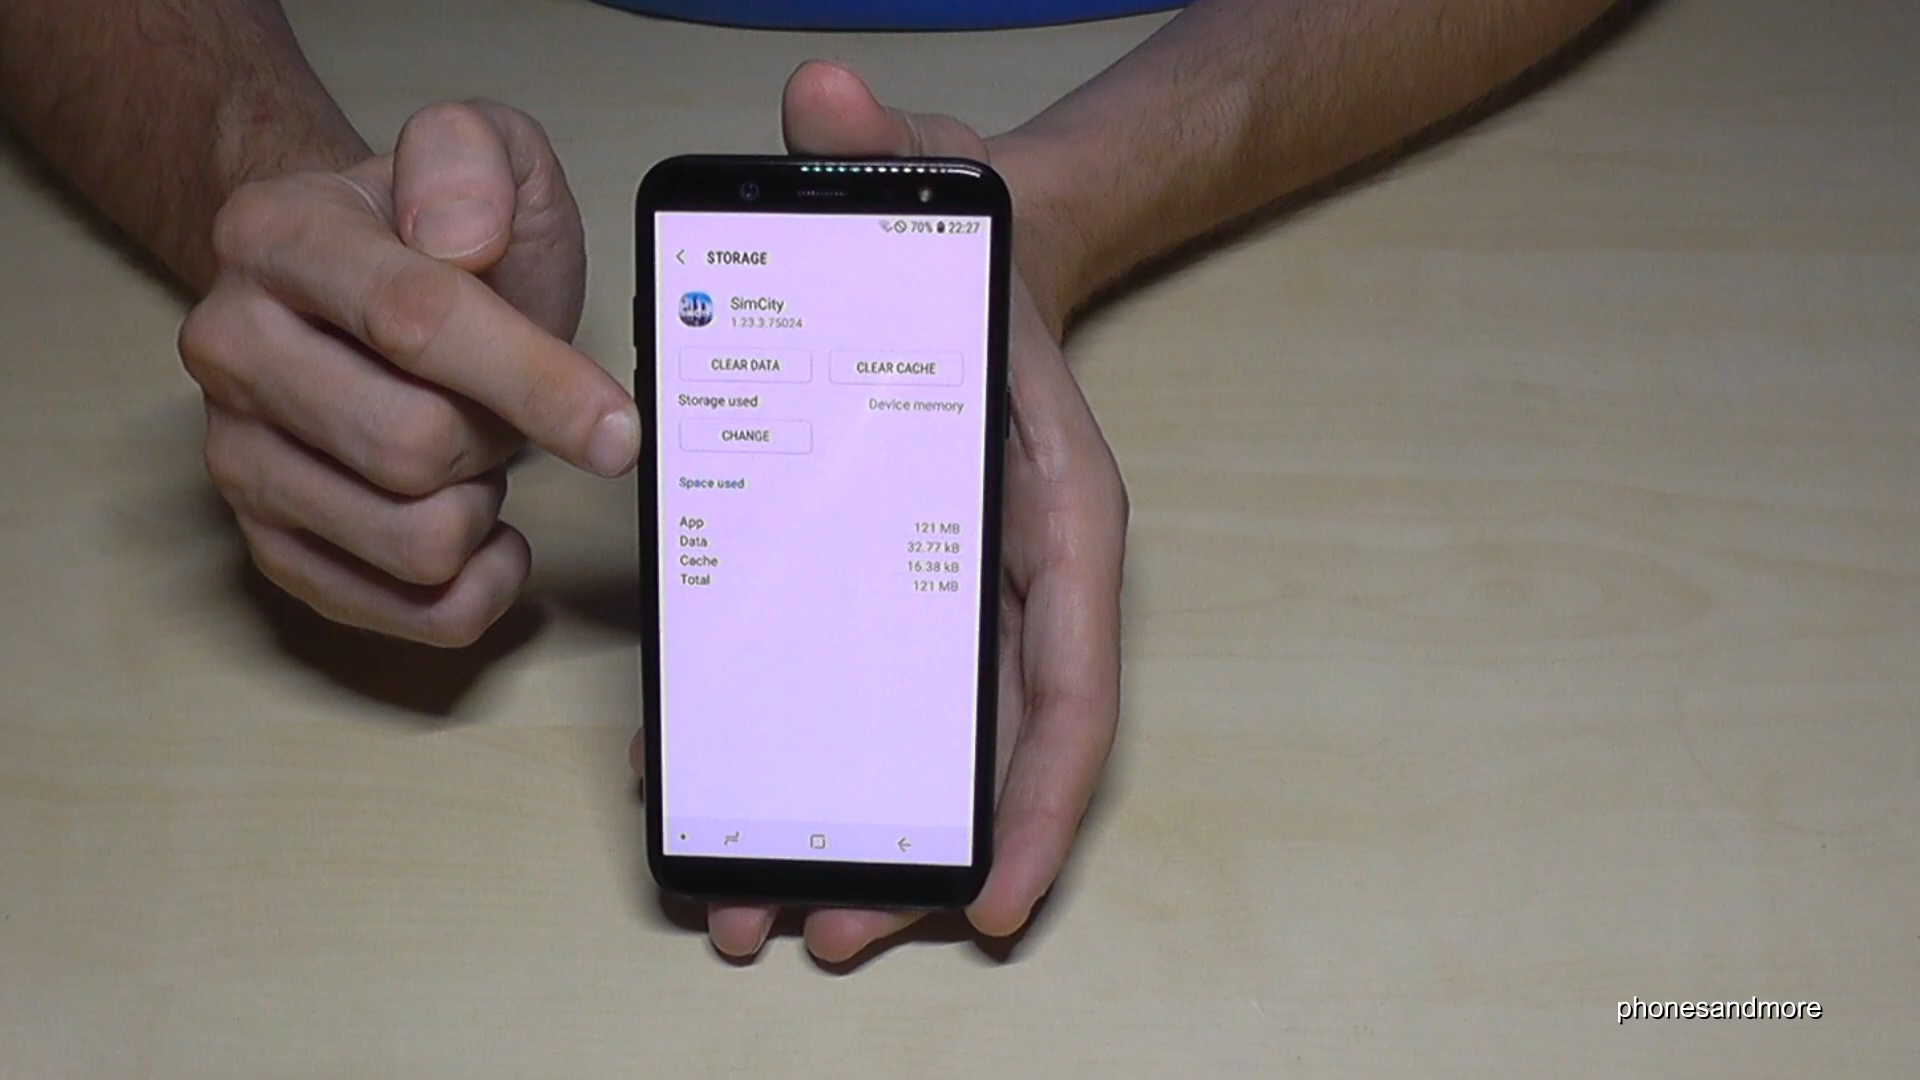 70% 22:27
STORAGE
SimCity
1.23.3.75024
CLEAR DATA CLEAR CACHE
Storage used Device memory
CHANGE
Space used
App 121 MB
Data 32.77 kB
Cache 16.38 kB
Total 121 MB
phonesandmore